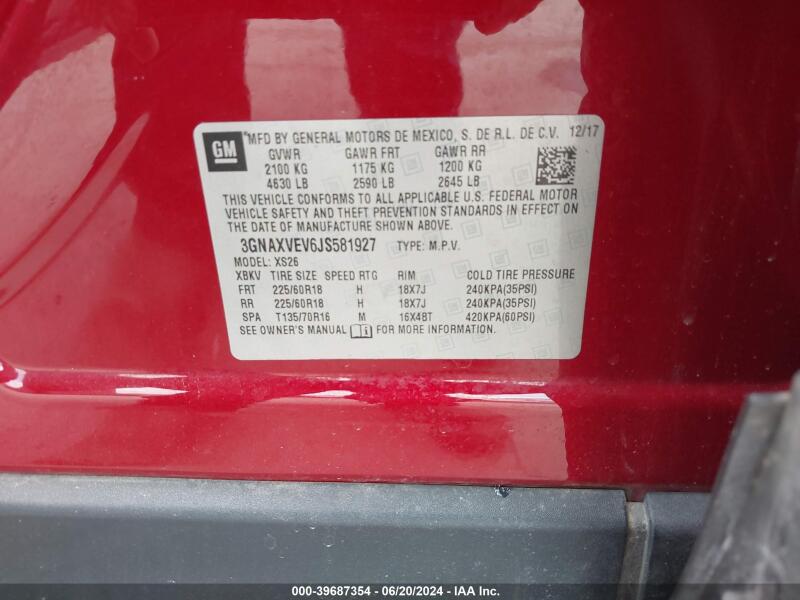 GM
*MFD BY GENERAL MOTORS DE MEXICO, S. DE R.L. DE C.V. 12/17
GVWR GAWR FRT GAWR RR
2100 KG 1175 KG 1200 KG
4630 LB 2590 LB 2645 LB
THIS VEHICLE CONFORMS TO ALL APPLICABLE U.S. FEDERAL MOTOR
VEHICLE SAFETY AND THEFT PREVENTION STANDARDS IN EFFECT ON
THE DATE OF MANUFACTURE SHOWN ABOVE.
3GNAXVEV6JS581927 TYPE: M.P.V.
MODEL: XS26
XBKV TIRE SIZE SPEED RTG RIM COLD TIRE PRESSURE
FRT 225/60R18 H 18X7J 240KPA(35PSI)
RR 225/60R18 H 18X7J 240KPA(35PSI)
SPA T135/70R16 M 16X4BT 420KPA(60PSI)
SEE OWNER'S MANUAL FOR MORE INFORMATION.
000-39687354 | 06/20/2024 | IAA Inc.